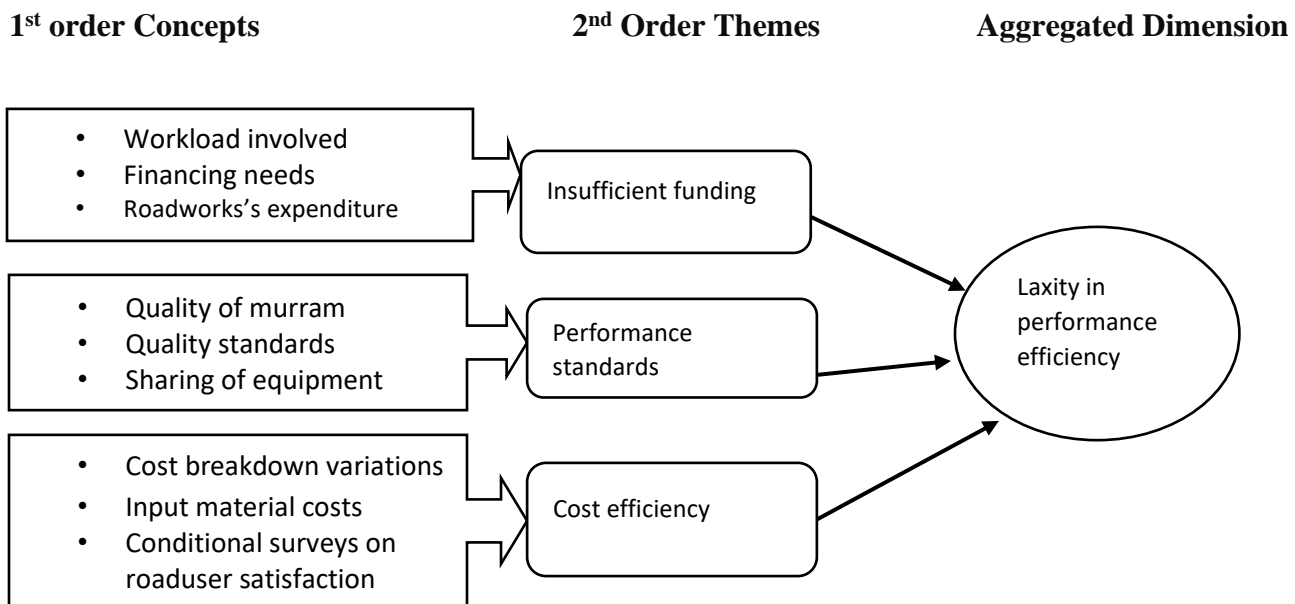 1st order Concepts
2nd Order Themes
Aggregated Dimension
• Workload involved
• Financing needs
• Roadworks's expenditure
Insufficient funding
• Quality of murram
• Quality standards
• Sharing of equipment
Performance
standards
• Cost breakdown variations
• Input material costs
• Conditional surveys on
roaduser satisfaction
Cost efficiency
Laxity in
performance
efficiency